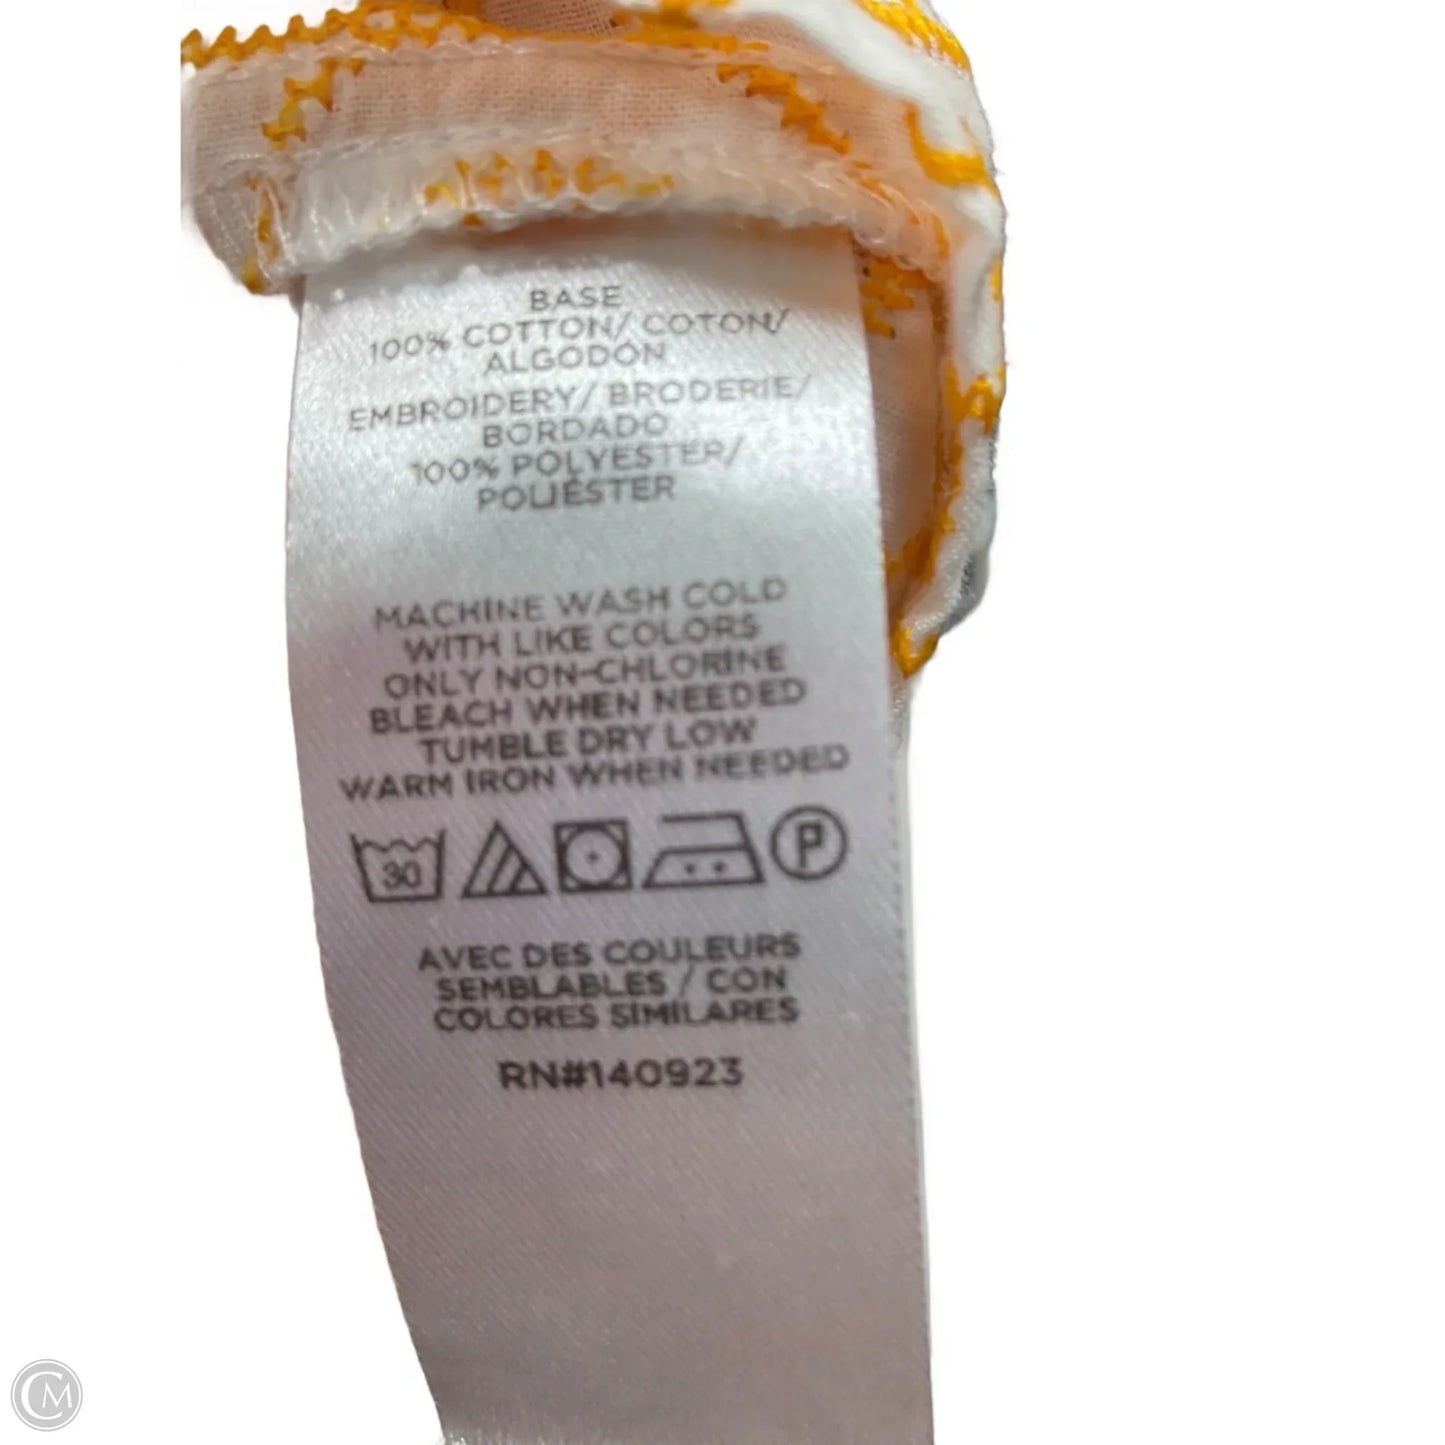 BASE
100% COTTON/ COTON/
ALGODÓN
EMBROIDERY/ BRODERIE/
BORDADO
100% POLYESTER/
POLIÉSTER
MACHINE WASH COLD
WITH LIKE COLORS
ONLY NON-CHLORINE
BLEACH WHEN NEEDED
TUMBLE DRY LOW
WARM IRON WHEN NEEDED
30 P
AVEC DES COULEURS
SEMBLABLES / CON
COLORES SIMILARES
RN#140923
CM